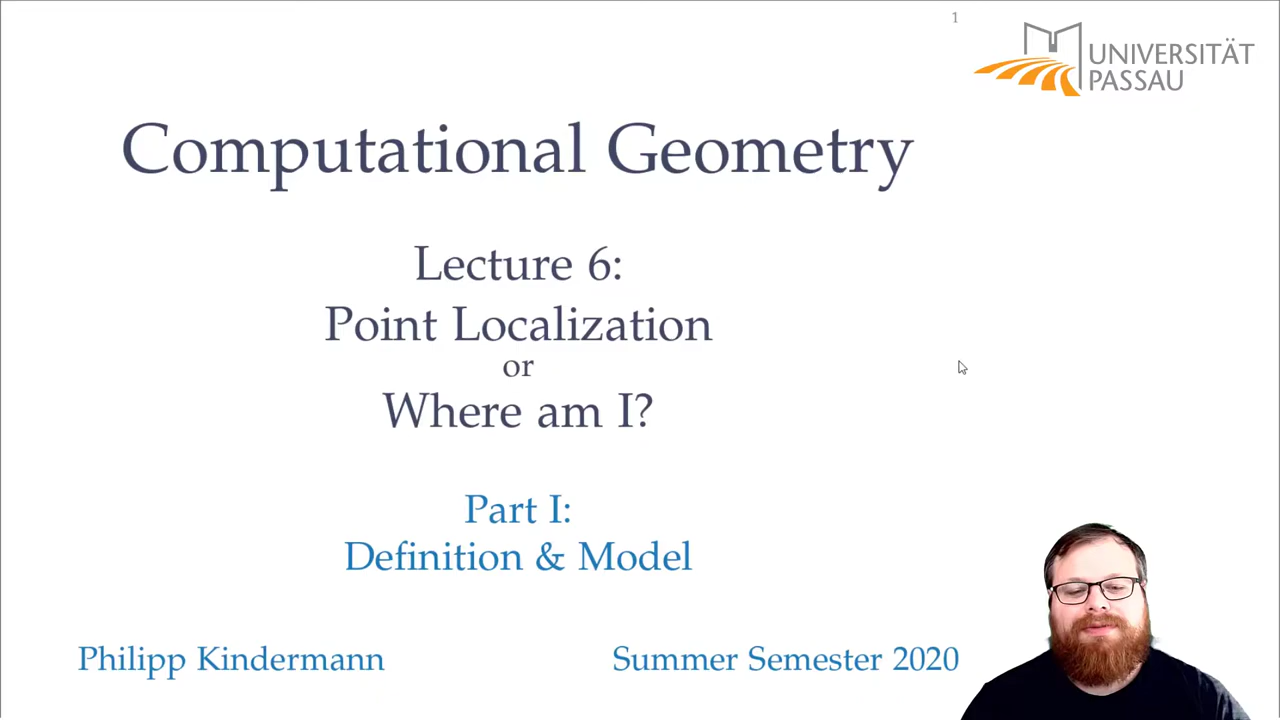 1
UNIVERSITÄT
PASSAU
Computational Geometry
Lecture 6:
Point Localization
or
Where am I?
Part I:
Definition & Model
Philipp Kindermann
Summer Semester 2020